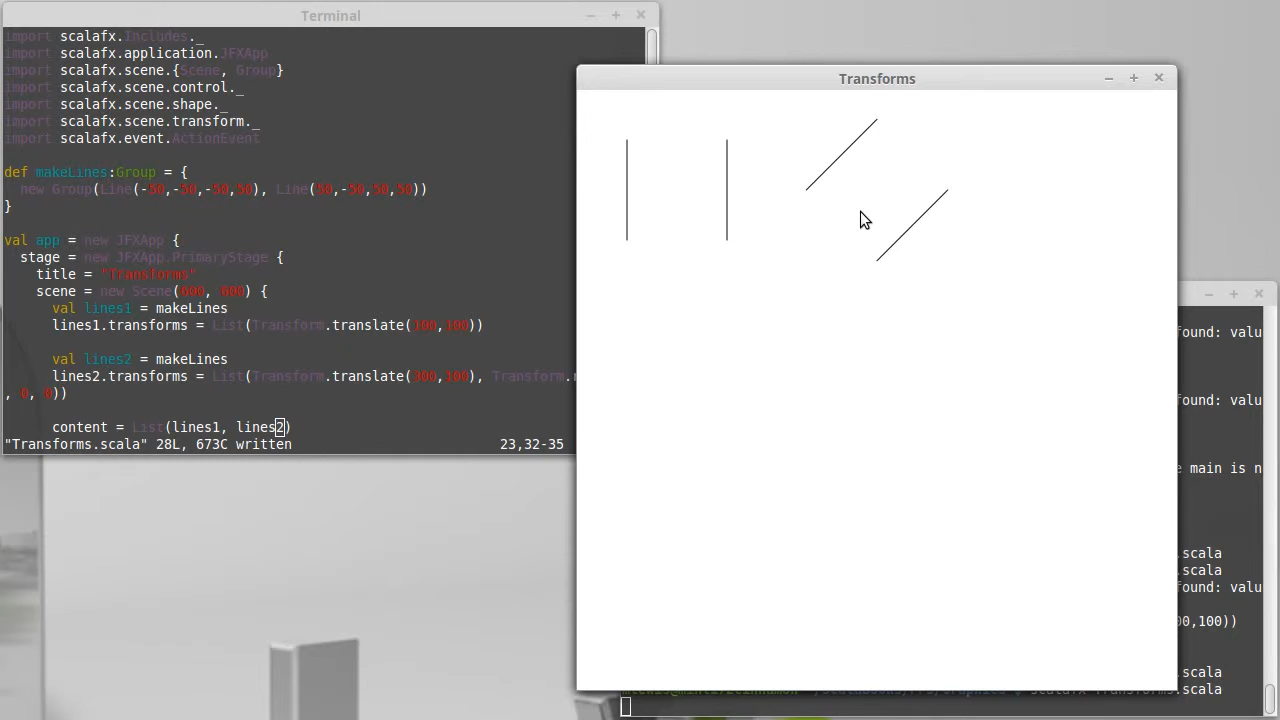 Terminal
import scalafx.Includes._
import scalafx.application.JFXApp
import scalafx.scene.{Scene, Group}
import scalafx.scene.control._
import scalafx.scene.shape._
import scalafx.scene.transform._
import scalafx.event.ActionEvent
def makeLines:Group = {
new Group(Line(-50,-50,-50,50), Line(50,-50,50,50))
}
val app = new JFXApp {
stage = new JFXApp.PrimaryStage {
title = "Transforms"
scene = new Scene(600, 600) {
val lines1 = makeLines
lines1.transforms = List(Transform.translate(100,100))
val lines2 = makeLines
lines2.transforms = List(Transform.translate(300,100), Transform.
, 0, 0))
content = List(lines1, lines2)
"Transforms.scala" 28L, 673C written 23,32-35
Transforms
found: valu
found: valu
main is n
.scala
.scala
found: valu
00,100))
.scala
scalafx Transforms.scala